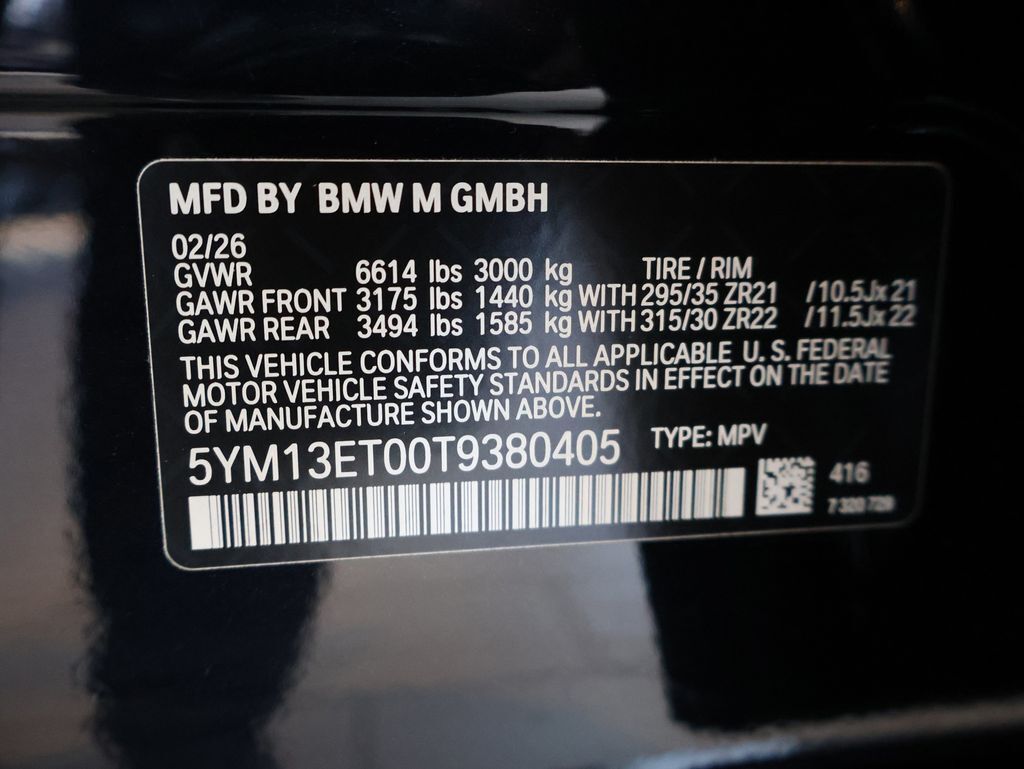 MFD BY BMW M GMBH
02/26
GVWR 6614 lbs 3000 kg TIRE / RIM
GAWR FRONT 3175 lbs 1440 kg WITH 295/35 ZR21 /10.5Jx21
GAWR REAR 3494 lbs 1585 kg WITH 315/30 ZR22 /11.5Jx22
THIS VEHICLE CONFORMS TO ALL APPLICABLE U. S. FEDERAL
MOTOR VEHICLE SAFETY STANDARDS IN EFFECT ON THE DATE
OF MANUFACTURE SHOWN ABOVE.
5YM13ET00T9380405 TYPE: MPV
416
7 320 729